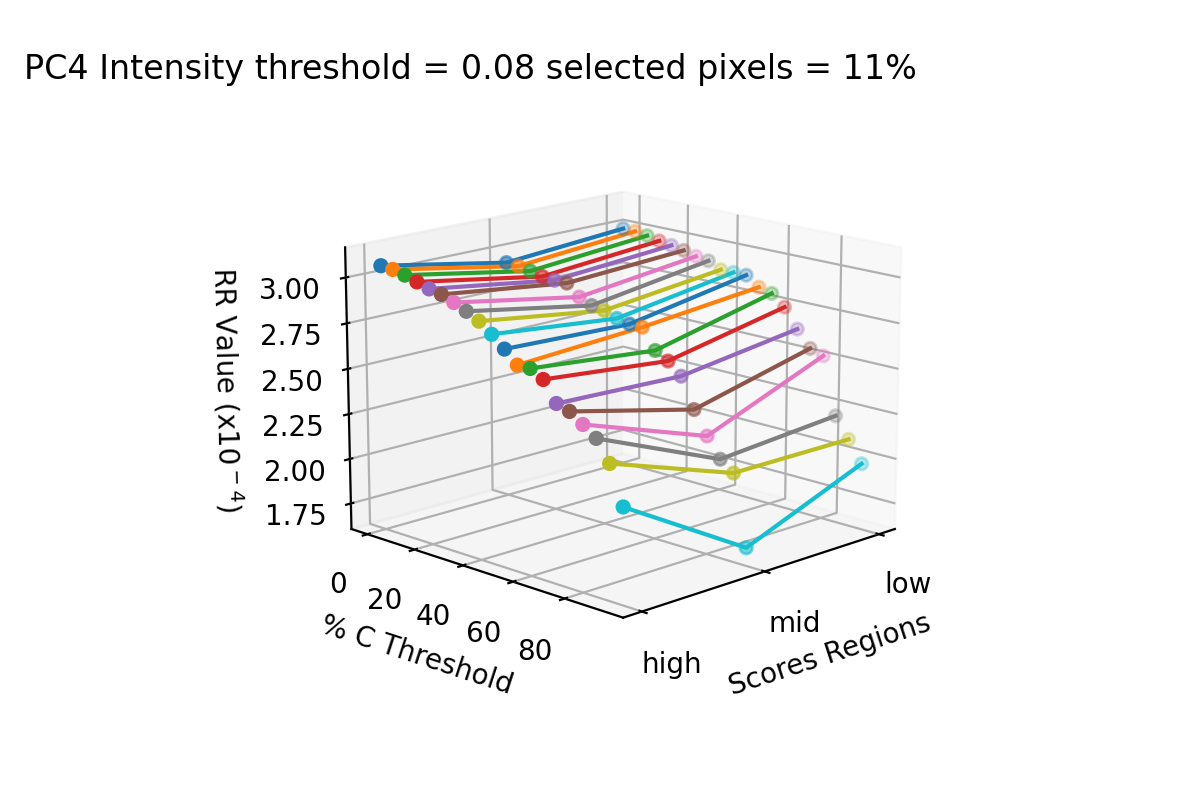 PC4 Intensity threshold = 0.08 selected pixels = 11%
RR Value (x10⁻⁴)
3.00
2.75
2.50
2.25
2.00
1.75
0
20
40
60
80
% C Threshold
high
mid
low
Scores Regions